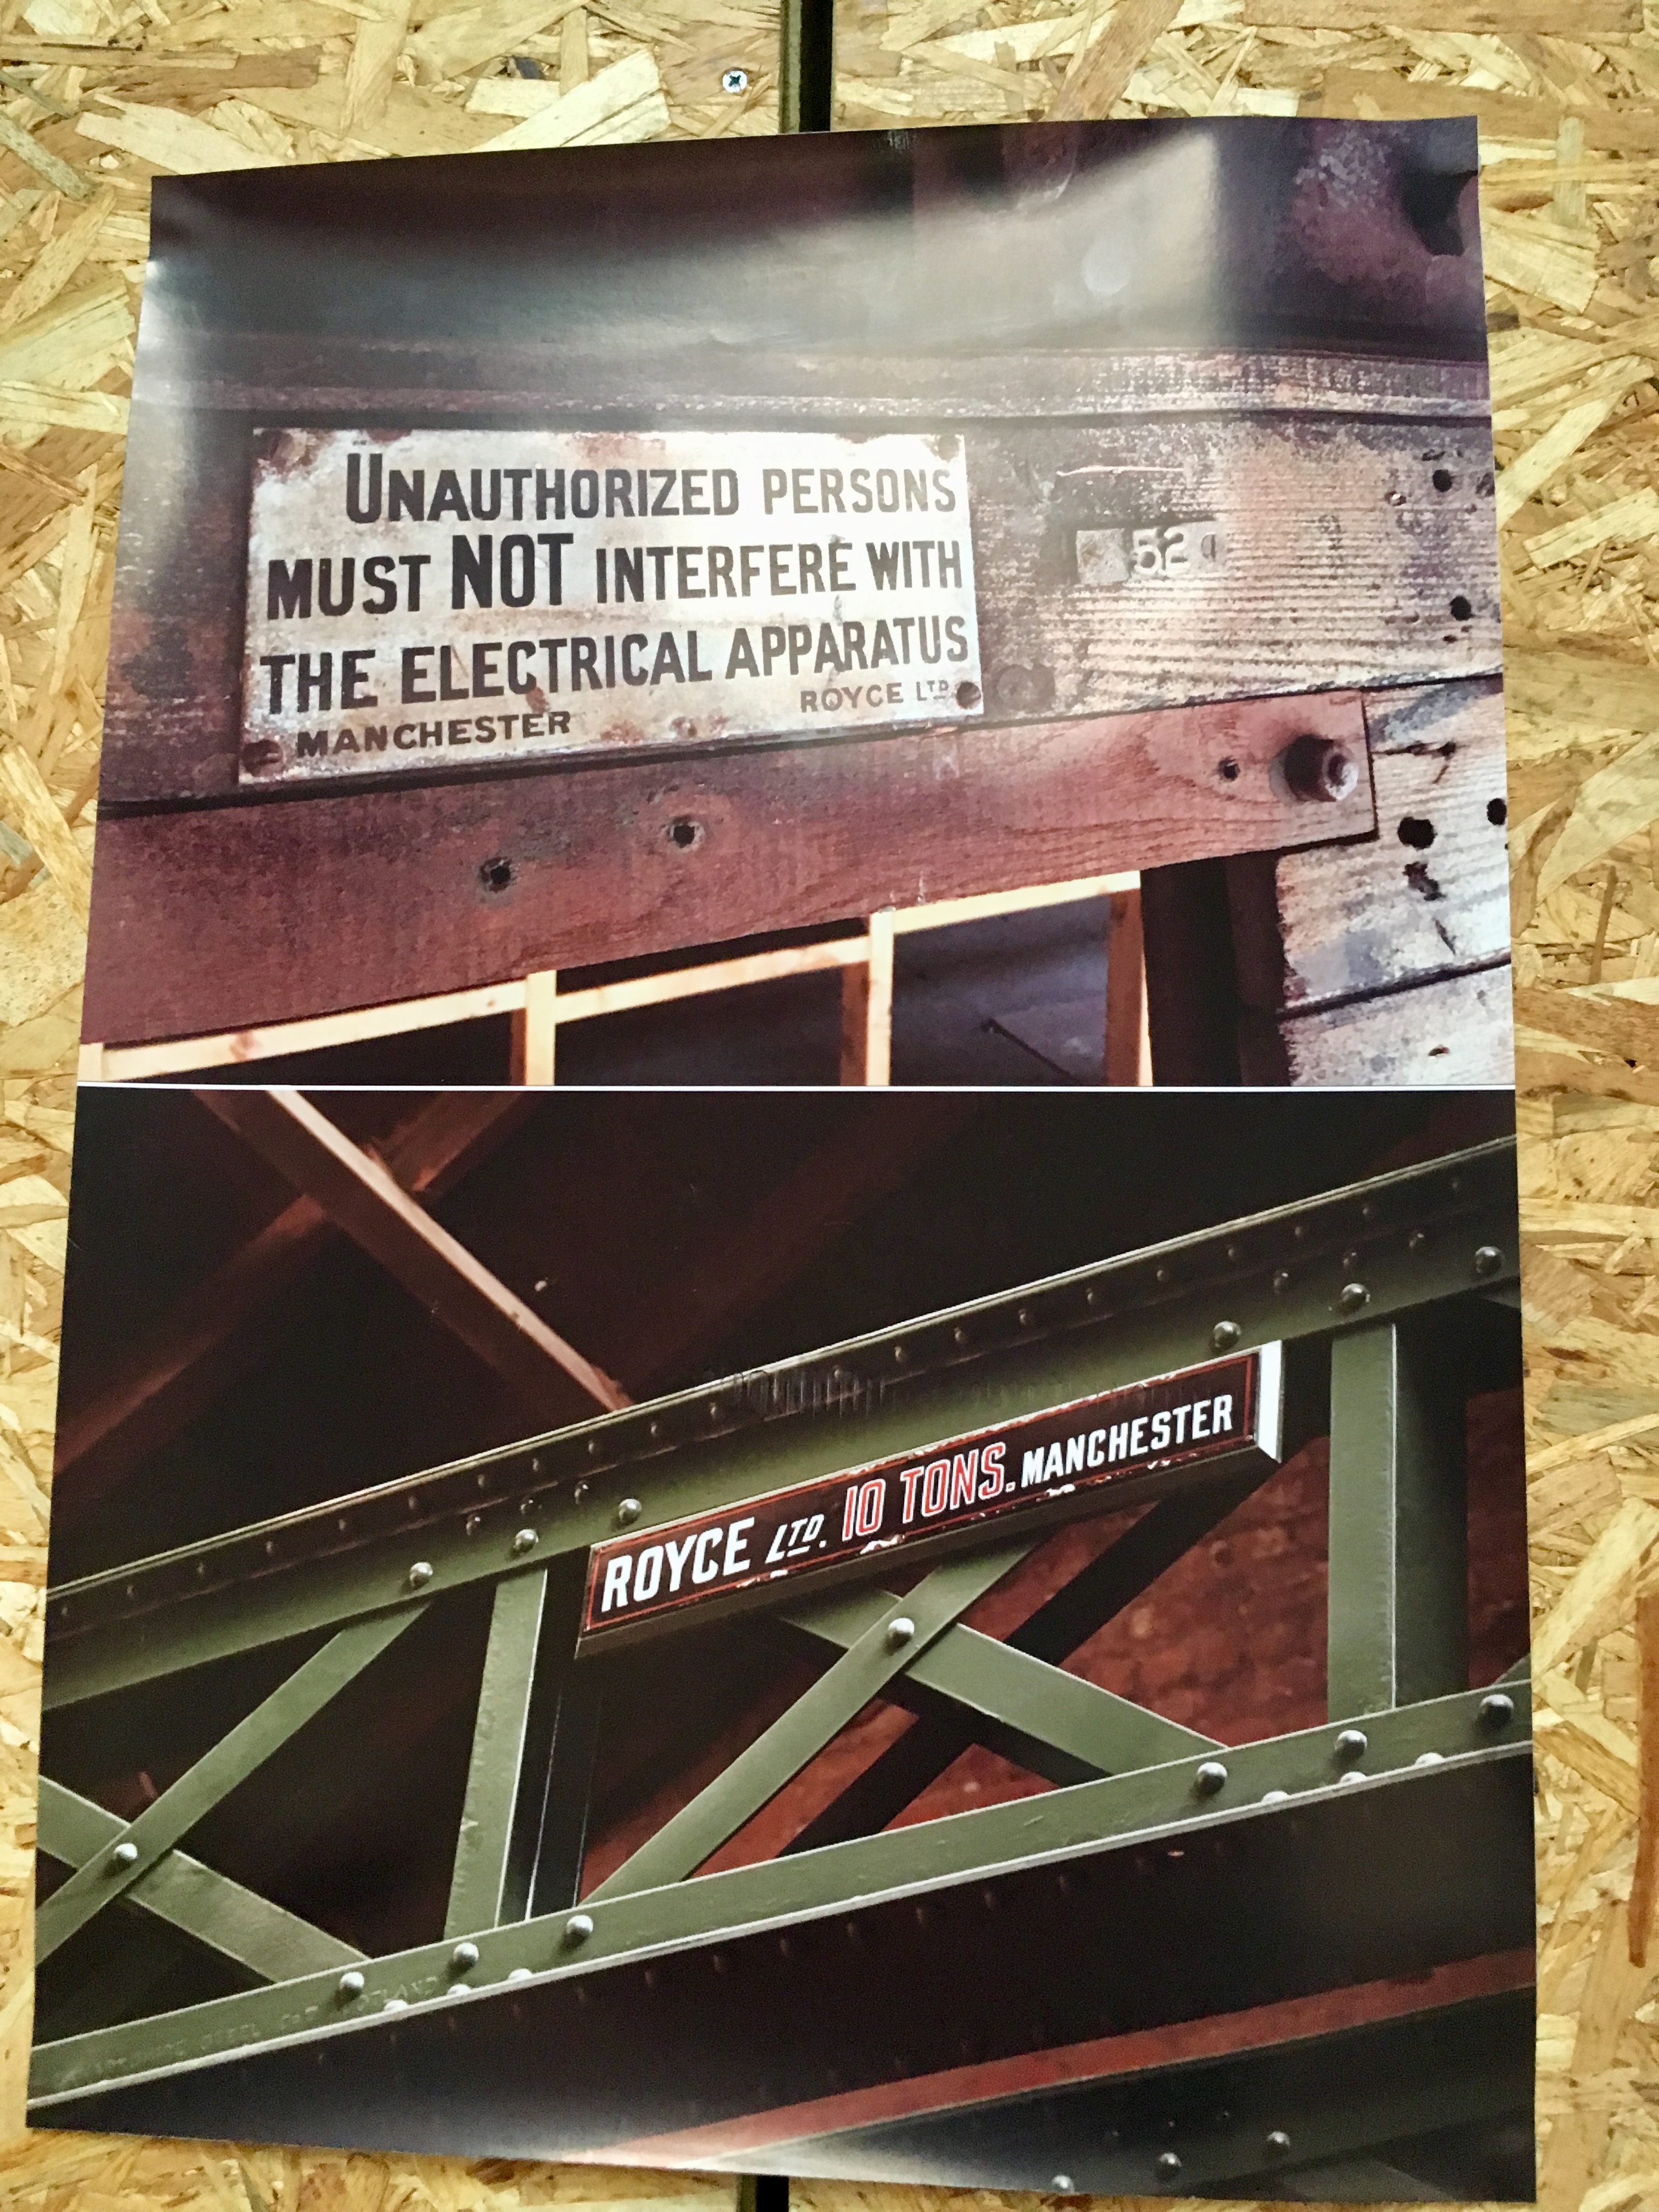 UNAUTHORIZED PERSONS
MUST NOT INTERFERE WITH
THE ELECTRICAL APPARATUS
MANCHESTER ROYCE LTD
52
ROYCE LTD. 10 TONS. MANCHESTER